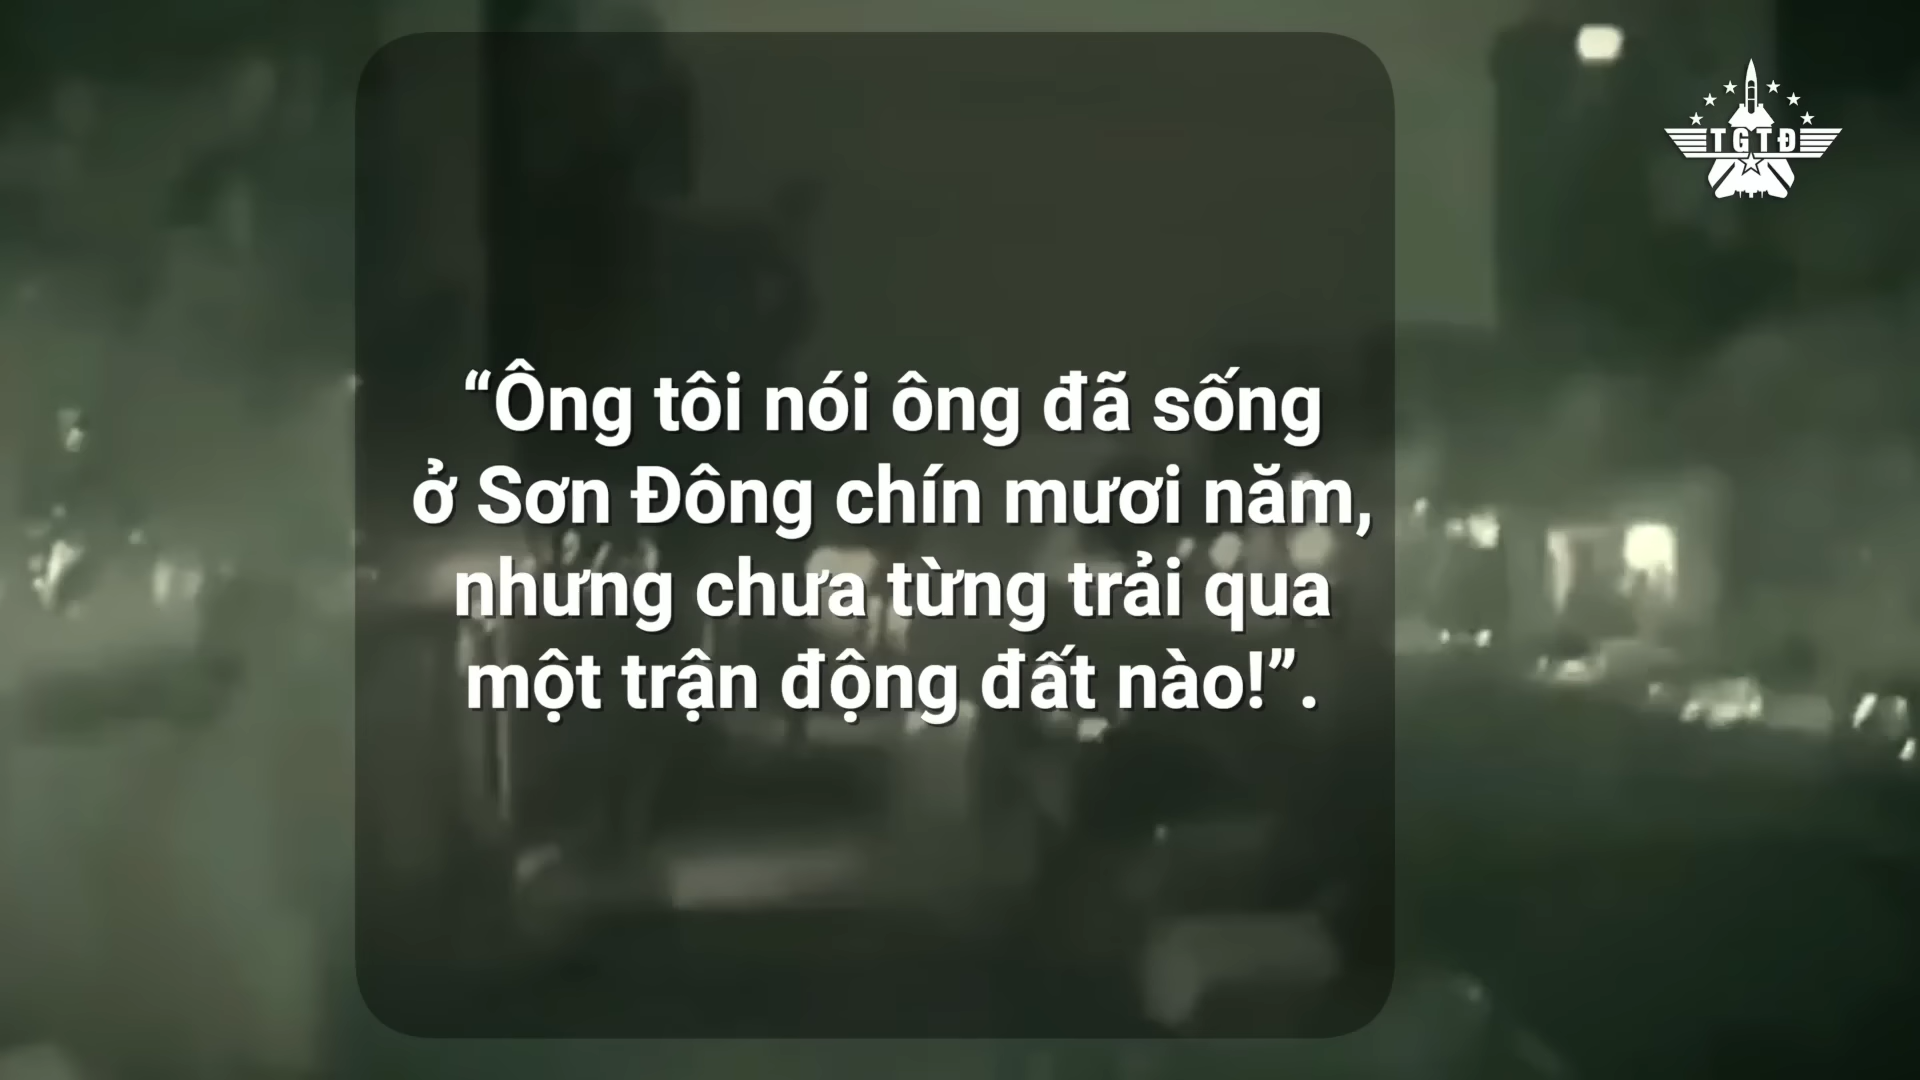 TGTĐ
“Ông tôi nói ông đã sống
ở Sơn Đông chín mươi năm,
nhưng chưa từng trải qua
một trận động đất nào!”.